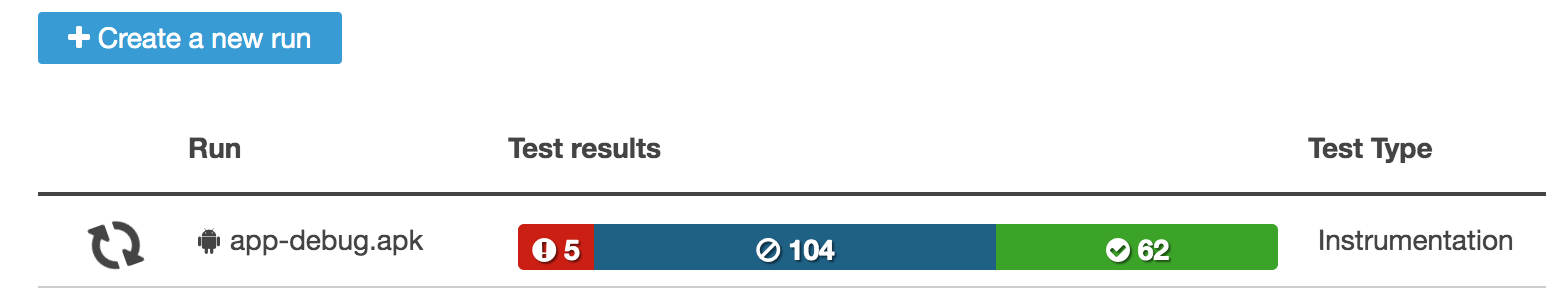 Create a new run
Run Test results Test Type
app-debug.apk 5 104 62 Instrumentation